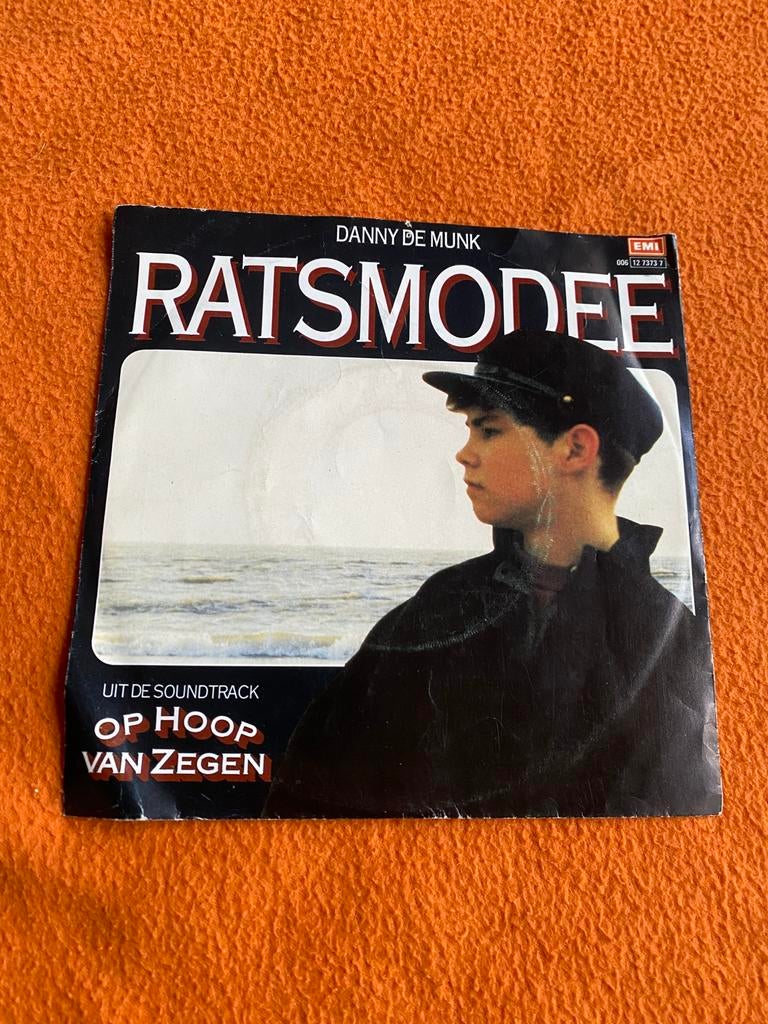 DANNY DE MUNK
EMI
006 12 7373 7
RATSMODEE
UIT DE SOUNDTRACK
OP HOOP
VAN ZEGEN